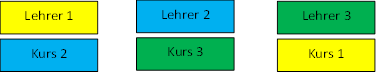 Lehrer 1
Lehrer 2
Lehrer 3
Kurs 2
Kurs 3
Kurs 1